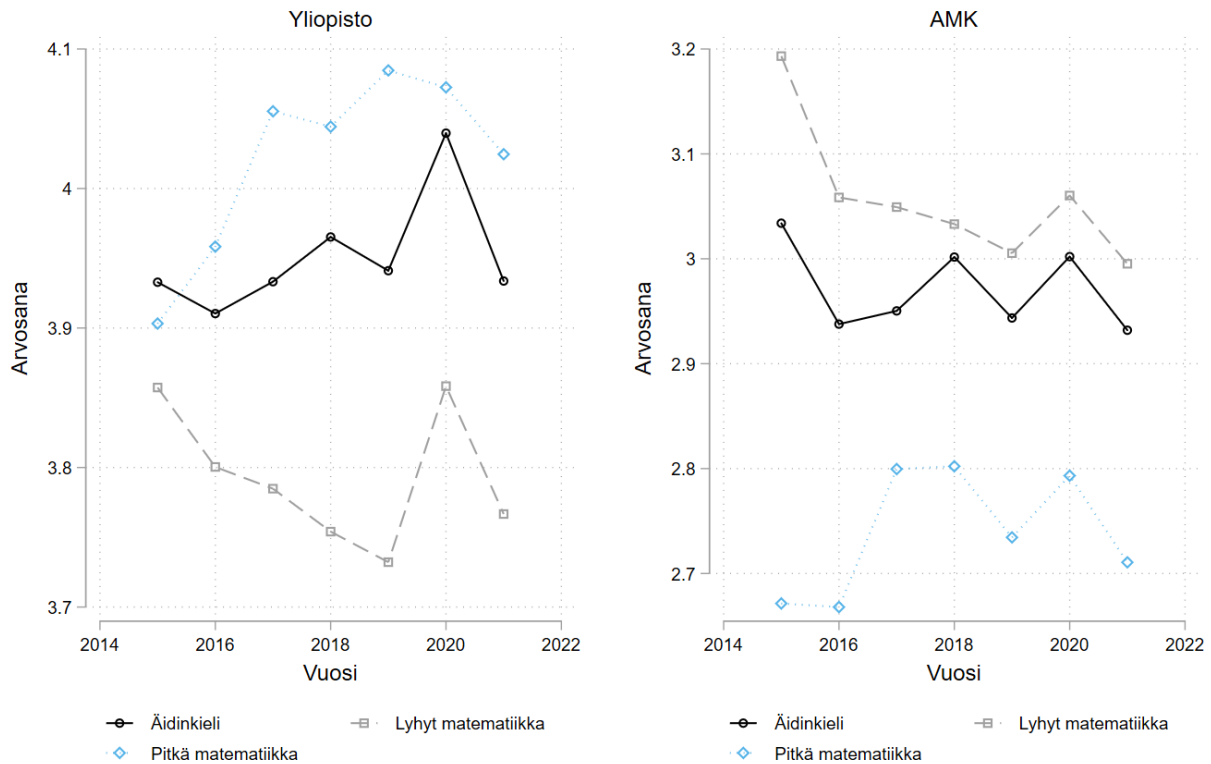 Yliopisto
4.1
4
3.9
3.8
3.7
Arvosana
2014 2016 2018 2020 2022
Vuosi
Äidinkieli
Lyhyt matematiikka
Pitkä matematiikka
AMK
3.2
3.1
3
2.9
2.8
2.7
Arvosana
2014 2016 2018 2020 2022
Vuosi
Äidinkieli
Lyhyt matematiikka
Pitkä matematiikka